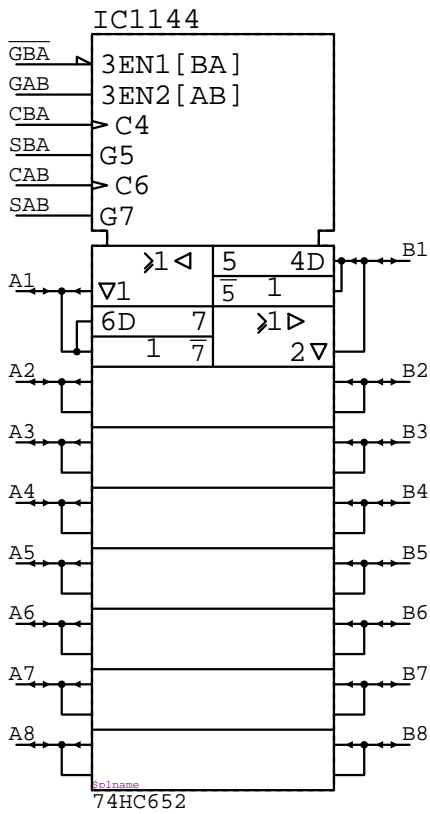 IC1144
GBA
3EN1[BA]
GAB
3EN2[AB]
CBA
C4
SBA
G5
CAB
C6
SAB
G7
A1
≥1
5 4D
5 1
B1
▽1
6D 7
≥1
1 7
2▽
A2
B2
A3
B3
A4
B4
A5
B5
A6
B6
A7
B7
A8
B8
$plname
74HC652